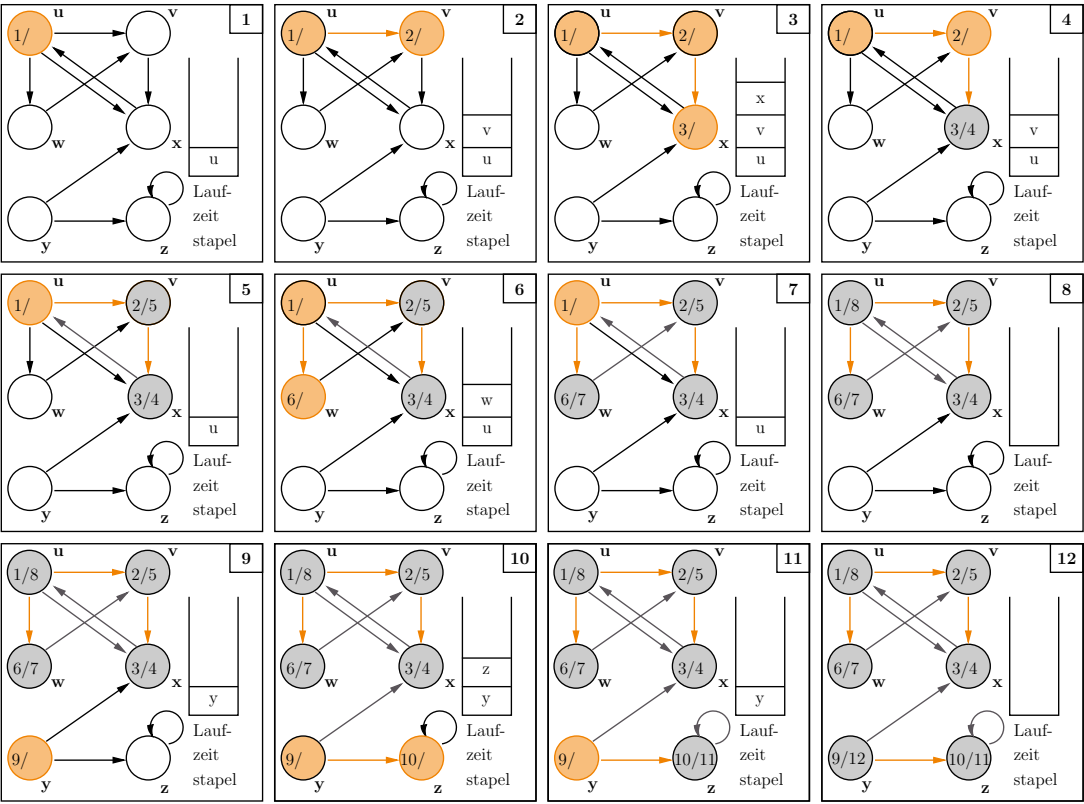 u v 1
1/
w x
u
Lauf-
zeit
stapel
y z
u v 2
1/ 2/
w x
v
u
Lauf-
zeit
stapel
y z
u v 3
1/ 2/
x
3/
v
w x
u
Lauf-
zeit
stapel
y z
u v 4
1/ 2/
3/4
v
w x
u
Lauf-
zeit
stapel
y z
u v 5
1/ 2/5
3/4
w x
u
Lauf-
zeit
stapel
y z
u v 6
1/ 2/5
6/ 3/4
w
w x
u
Lauf-
zeit
stapel
y z
u v 7
1/ 2/5
6/7 3/4
w x
u
Lauf-
zeit
stapel
y z
u v 8
1/8 2/5
6/7 3/4
w x
Lauf-
zeit
stapel
y z
u v 9
1/8 2/5
6/7 3/4
w x
y
Lauf-
zeit
stapel
9/
y z
u v 10
1/8 2/5
6/7 3/4
z
w x
y
Lauf-
zeit
stapel
9/ 10/
y z
u v 11
1/8 2/5
6/7 3/4
w x
y
Lauf-
zeit
stapel
9/ 10/11
y z
u v 12
1/8 2/5
6/7 3/4
w x
Lauf-
zeit
stapel
9/12 10/11
y z